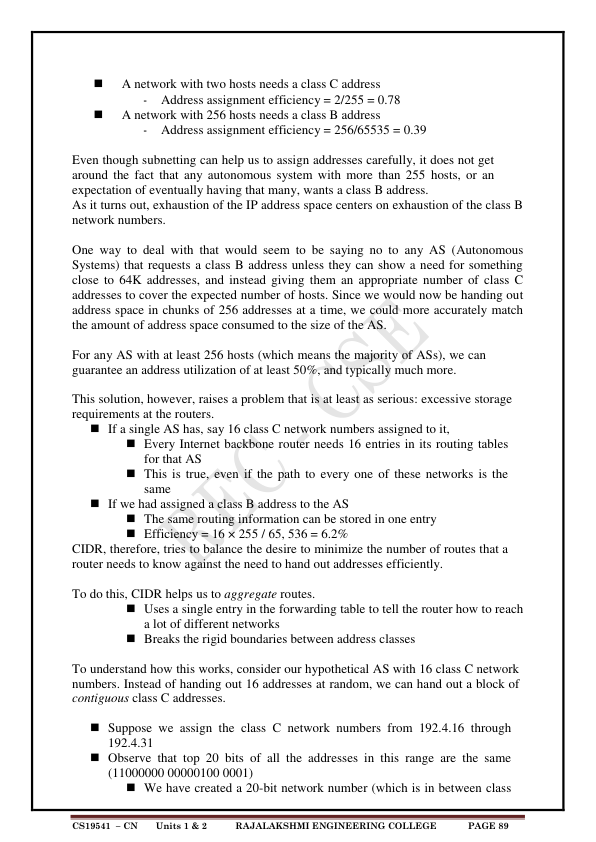 ■ A network with two hosts needs a class C address
- Address assignment efficiency = 2/255 = 0.78
■ A network with 256 hosts needs a class B address
- Address assignment efficiency = 256/65535 = 0.39
Even though subnetting can help us to assign addresses carefully, it does not get
around the fact that any autonomous system with more than 255 hosts, or an
expectation of eventually having that many, wants a class B address.
As it turns out, exhaustion of the IP address space centers on exhaustion of the class B
network numbers.
One way to deal with that would seem to be saying no to any AS (Autonomous
Systems) that requests a class B address unless they can show a need for something
close to 64K addresses, and instead giving them an appropriate number of class C
addresses to cover the expected number of hosts. Since we would now be handing out
address space in chunks of 256 addresses at a time, we could more accurately match
the amount of address space consumed to the size of the AS.
For any AS with at least 256 hosts (which means the majority of ASs), we can
guarantee an address utilization of at least 50%, and typically much more.
This solution, however, raises a problem that is at least as serious: excessive storage
requirements at the routers.
■ If a single AS has, say 16 class C network numbers assigned to it,
■ Every Internet backbone router needs 16 entries in its routing tables
for that AS
■ This is true, even if the path to every one of these networks is the
same
■ If we had assigned a class B address to the AS
■ The same routing information can be stored in one entry
■ Efficiency = 16 × 255 / 65, 536 = 6.2%
CIDR, therefore, tries to balance the desire to minimize the number of routes that a
router needs to know against the need to hand out addresses efficiently.
To do this, CIDR helps us to aggregate routes.
■ Uses a single entry in the forwarding table to tell the router how to reach
a lot of different networks
■ Breaks the rigid boundaries between address classes
To understand how this works, consider our hypothetical AS with 16 class C network
numbers. Instead of handing out 16 addresses at random, we can hand out a block of
contiguous class C addresses.
■ Suppose we assign the class C network numbers from 192.4.16 through
192.4.31
■ Observe that top 20 bits of all the addresses in this range are the same
(11000000 00000100 0001)
■ We have created a 20-bit network number (which is in between class
REC - CSE
CS19541 – CN Units 1 & 2 RAJALAKSHMI ENGINEERING COLLEGE PAGE 89